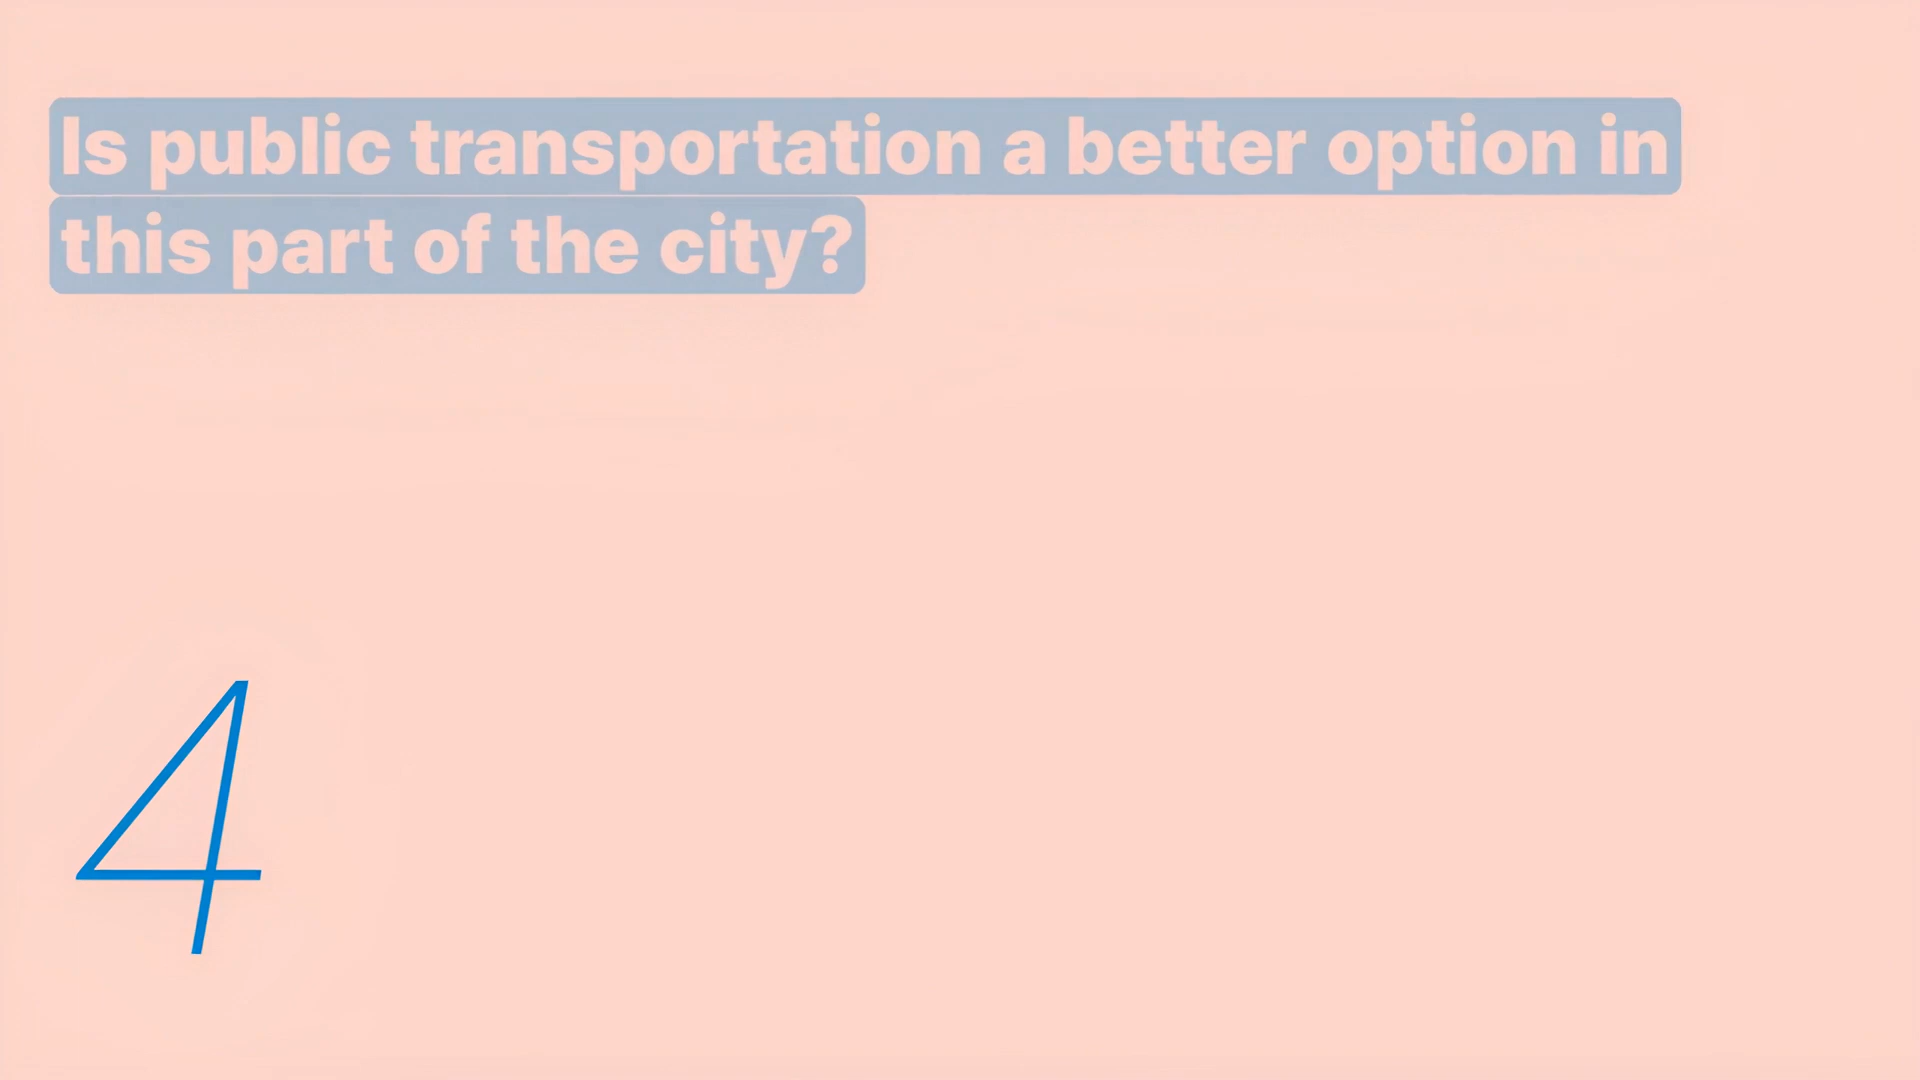 Is public transportation a better option in
this part of the city?
4